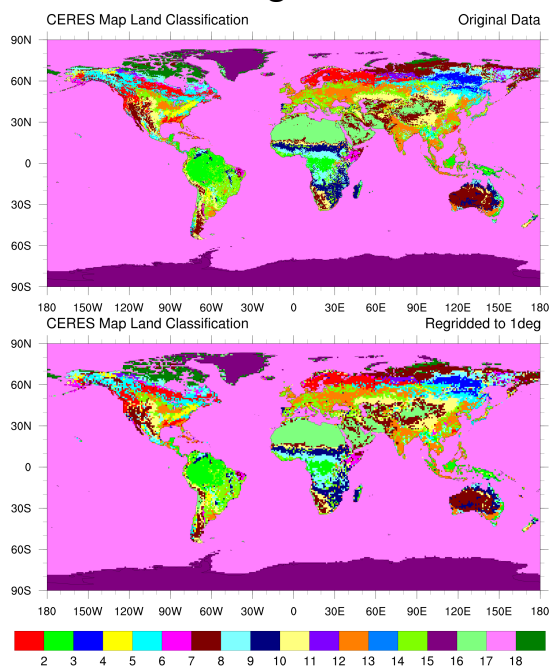 CERES Map Land Classification Original Data
90N
60N
30N
0
30S
60S
90S
180 150W 120W 90W 60W 30W 0 30E 60E 90E 120E 150E 180
CERES Map Land Classification Regridded to 1deg
90N
60N
30N
0
30S
60S
90S
180 150W 120W 90W 60W 30W 0 30E 60E 90E 120E 150E 180
2 3 4 5 6 7 8 9 10 11 12 13 14 15 16 17 18